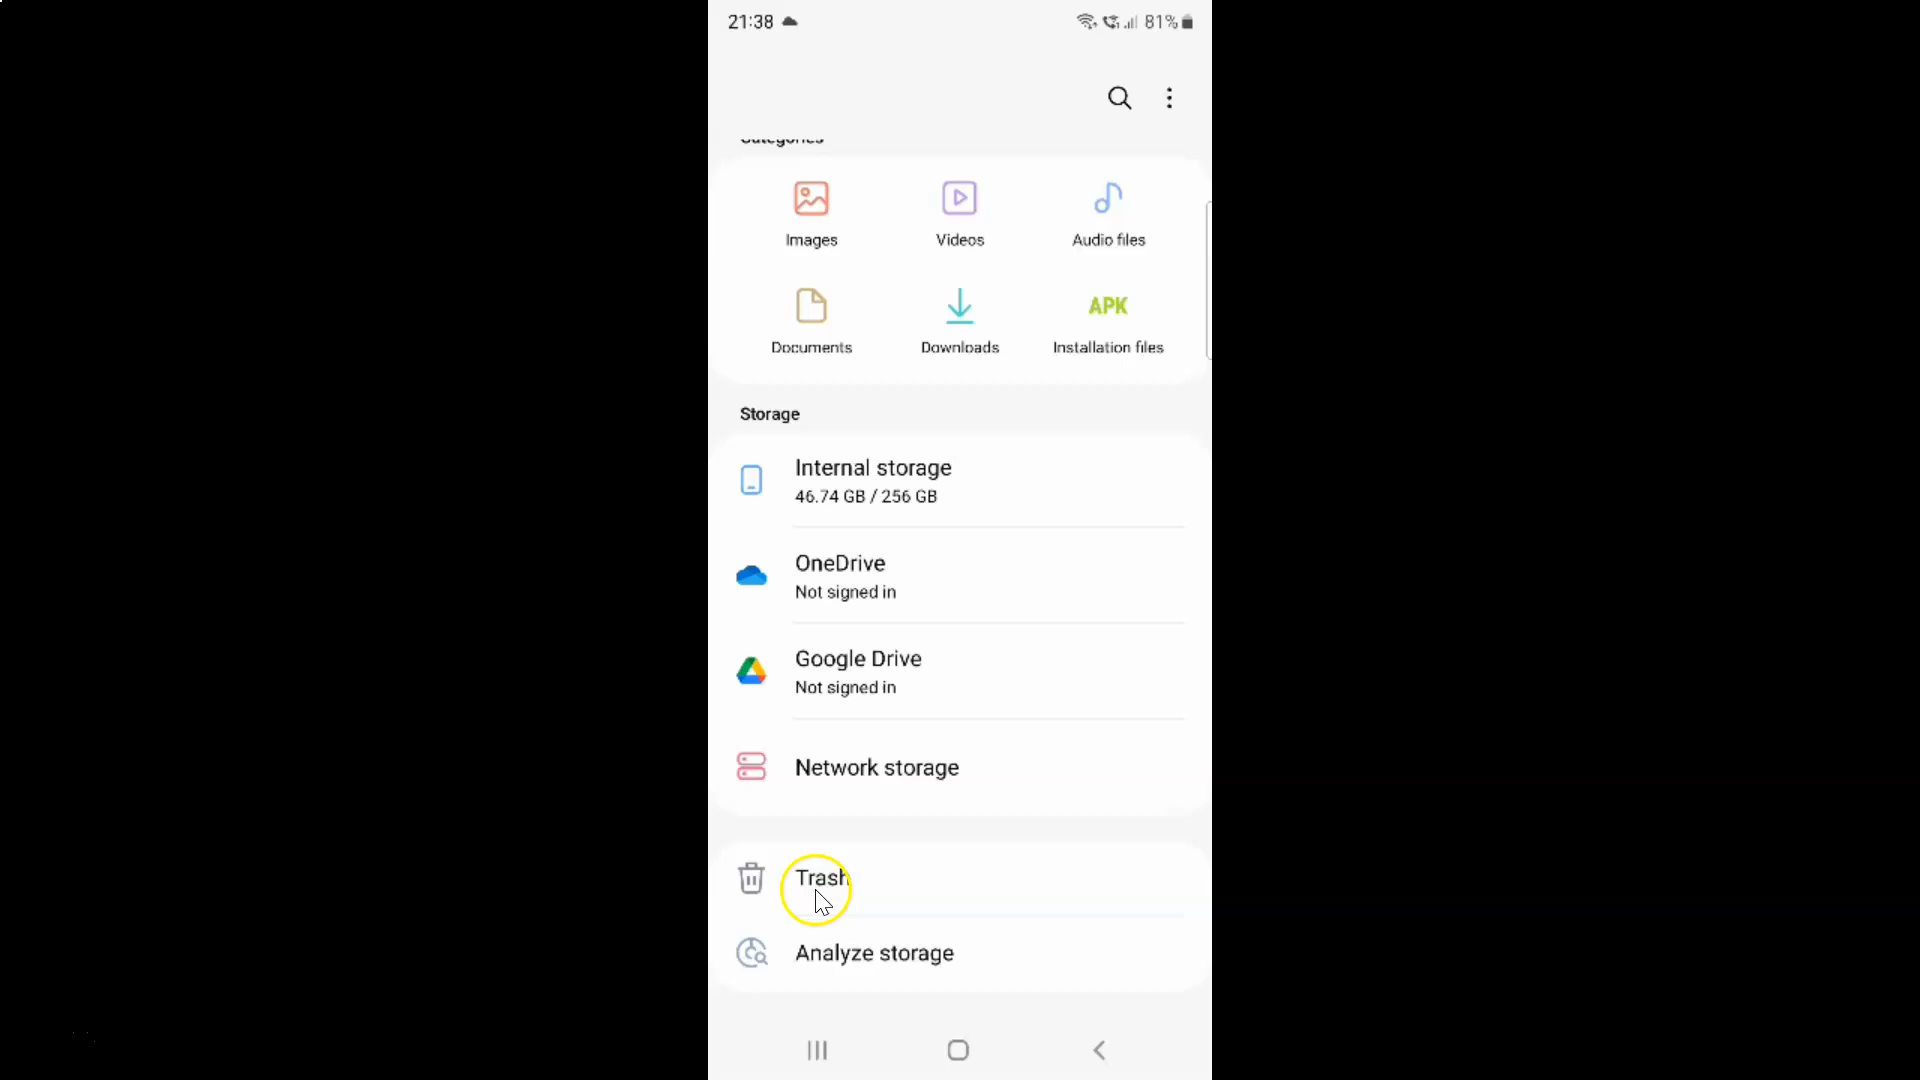 21:38 81%
Categories
Images Videos Audio files
APK
Documents Downloads Installation files
Storage
Internal storage
46.74 GB / 256 GB
OneDrive
Not signed in
Google Drive
Not signed in
Network storage
Trash
Analyze storage